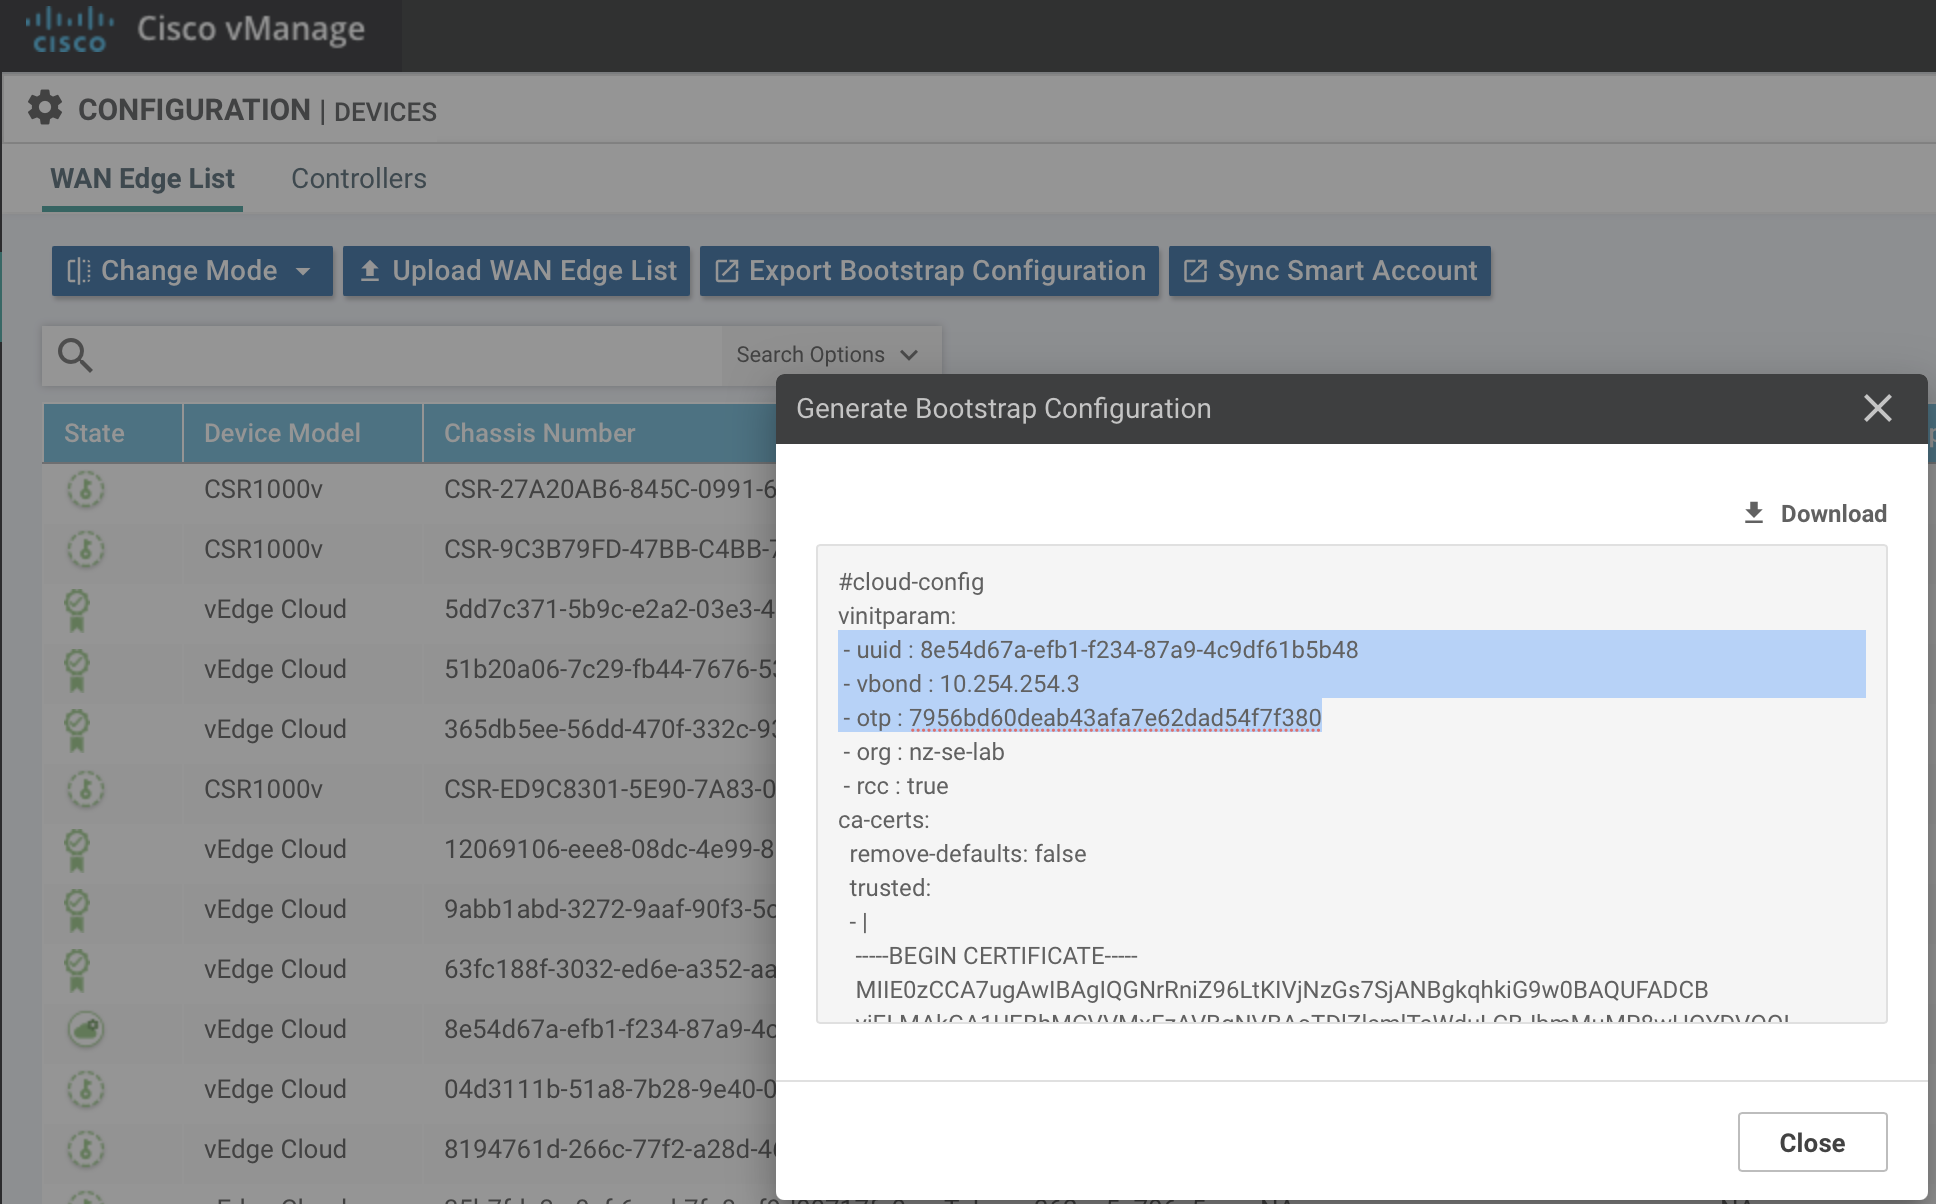 cisco Cisco vManage
CONFIGURATION | DEVICES
WAN Edge List Controllers
Change Mode Upload WAN Edge List Export Bootstrap Configuration Sync Smart Account
Search Options
State Device Model Chassis Number
CSR1000v CSR-27A20AB6-845C-0991-6
CSR1000v CSR-9C3B79FD-47BB-C4BB-7
vEdge Cloud 5dd7c371-5b9c-e2a2-03e3-4
vEdge Cloud 51b20a06-7c29-fb44-7676-53
vEdge Cloud 365db5ee-56dd-470f-332c-93
CSR1000v CSR-ED9C8301-5E90-7A83-0
vEdge Cloud 12069106-eee8-08dc-4e99-8
vEdge Cloud 9abb1abd-3272-9aaf-90f3-5c
vEdge Cloud 63fc188f-3032-ed6e-a352-aa
vEdge Cloud 8e54d67a-efb1-f234-87a9-4c
vEdge Cloud 04d3111b-51a8-7b28-9e40-0
vEdge Cloud 8194761d-266c-77f2-a28d-46
Generate Bootstrap Configuration
Download
#cloud-config
vinitparam:
- uuid : 8e54d67a-efb1-f234-87a9-4c9df61b5b48
- vbond : 10.254.254.3
- otp : 7956bd60deab43afa7e62dad54f7f380
- org : nz-se-lab
- rcc : true
ca-certs:
remove-defaults: false
trusted:
- |
-----BEGIN CERTIFICATE-----
MIIE0zCCA7ugAwIBAgIQGNrRniZ96LtKIVjNzGs7SjANBgkqhkiG9w0BAQUFADCB
Close